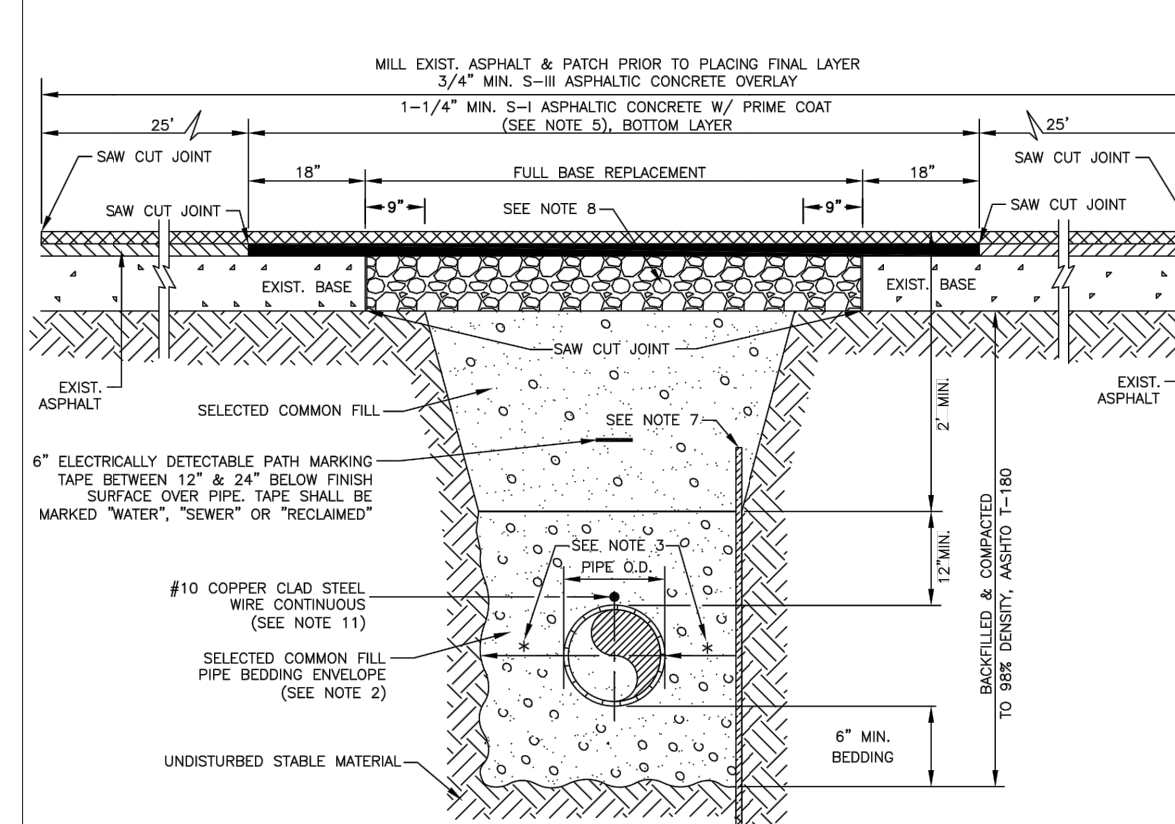 MILL EXIST. ASPHALT & PATCH PRIOR TO PLACING FINAL LAYER
3/4" MIN. S-III ASPHALTIC CONCRETE OVERLAY
1-1/4" MIN. S-I ASPHALTIC CONCRETE W/ PRIME COAT
(SEE NOTE 5), BOTTOM LAYER
25'
25'
SAW CUT JOINT
SAW CUT JOINT
18"
FULL BASE REPLACEMENT
18"
SAW CUT JOINT
9"
SEE NOTE 8
9"
SAW CUT JOINT
EXIST. BASE
EXIST. BASE
SAW CUT JOINT
EXIST.
ASPHALT
EXIST.
ASPHALT
SELECTED COMMON FILL
SEE NOTE 7
2' MIN.
6" ELECTRICALLY DETECTABLE PATH MARKING
TAPE BETWEEN 12" & 24" BELOW FINISH
SURFACE OVER PIPE. TAPE SHALL BE
MARKED "WATER", "SEWER" OR "RECLAIMED"
SEE NOTE 3
PIPE O.D.
12"MIN.
#10 COPPER CLAD STEEL
WIRE CONTINUOUS
(SEE NOTE 11)
*
*
SELECTED COMMON FILL
PIPE BEDDING ENVELOPE
(SEE NOTE 2)
BACKFILLED & COMPACTED
TO 98% DENSITY, AASHTO T-180
6" MIN.
BEDDING
UNDISTURBED STABLE MATERIAL